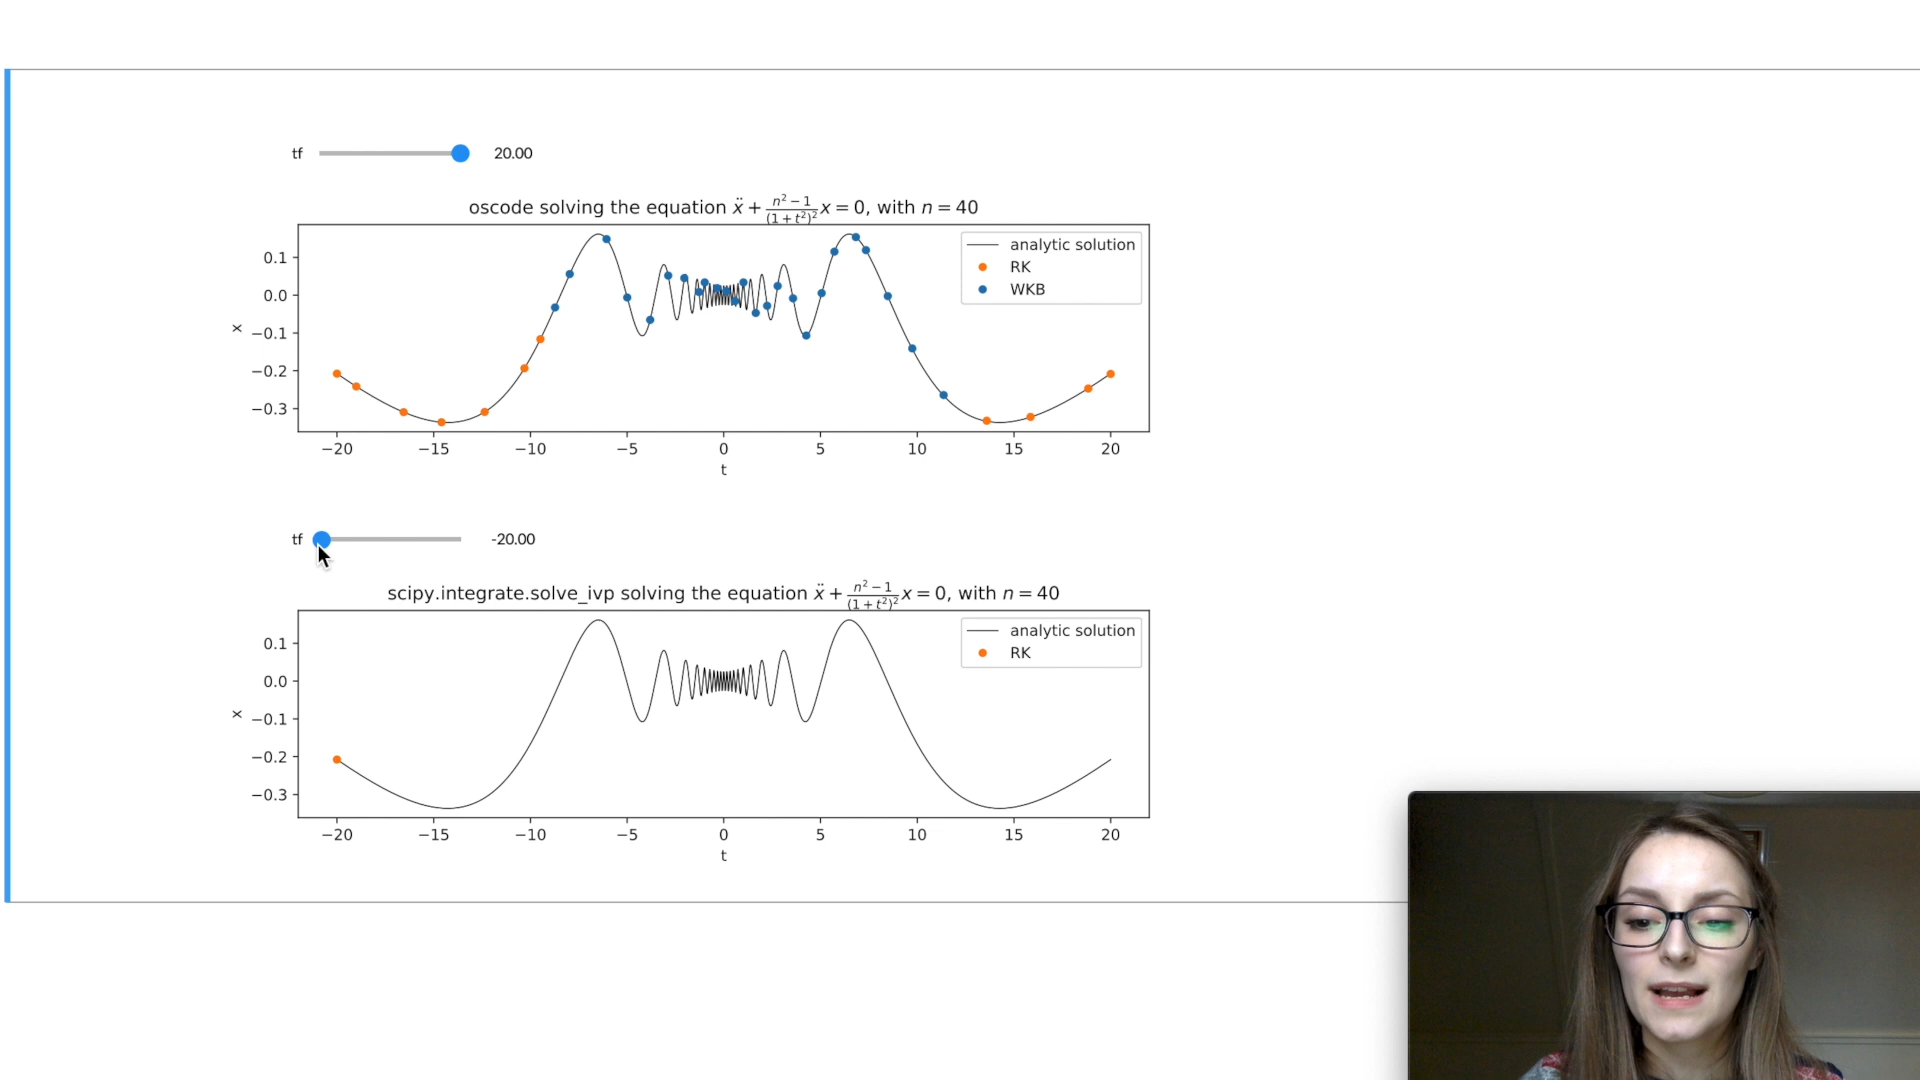 tf 20.00
oscode solving the equation ẍ + \frac{n² − 1}{(1 + t²)²} x = 0, with n = 40
0.1
0.0
−0.1
−0.2
−0.3
x
analytic solution
RK
WKB
−20 −15 −10 −5 0 5 10 15 20
t
tf -20.00
scipy.integrate.solve_ivp solving the equation ẍ + \frac{n² − 1}{(1 + t²)²} x = 0, with n = 40
0.1
0.0
−0.1
−0.2
−0.3
x
analytic solution
RK
−20 −15 −10 −5 0 5 10 15 20
t